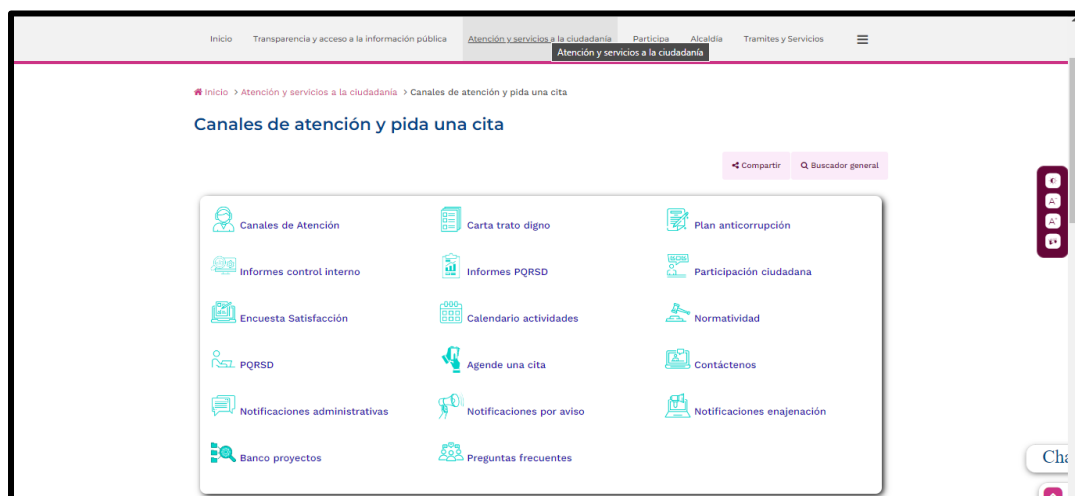 Inicio Transparencia y acceso a la información pública Atención y servicios a la ciudadanía Participa Alcaldía Tramites y Servicios
Atención y servicios a la ciudadanía
Inicio > Atención y servicios a la ciudadanía > Canales de atención y pida una cita
Canales de atención y pida una cita
Compartir Buscador general
Canales de Atención Carta trato digno Plan anticorrupción
Informes control interno Informes PQRSD Participación ciudadana
Encuesta Satisfacción Calendario actividades Normatividad
PQRSD Agende una cita Contáctenos
Notificaciones administrativas Notificaciones por aviso Notificaciones enajenación
Banco proyectos Preguntas frecuentes